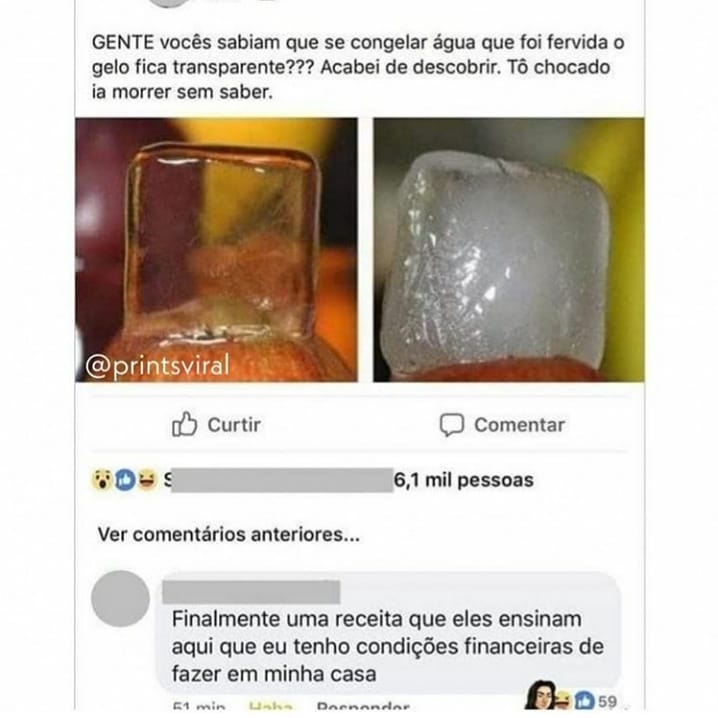 GENTE vocês sabiam que se congelar água que foi fervida o
gelo fica transparente??? Acabei de descobrir. Tô chocado
ia morrer sem saber.
@printsviral
Curtir
Comentar
6,1 mil pessoas
Ver comentários anteriores...
Finalmente uma receita que eles ensinam
aqui que eu tenho condições financeiras de
fazer em minha casa
51 min Haha Responder
59